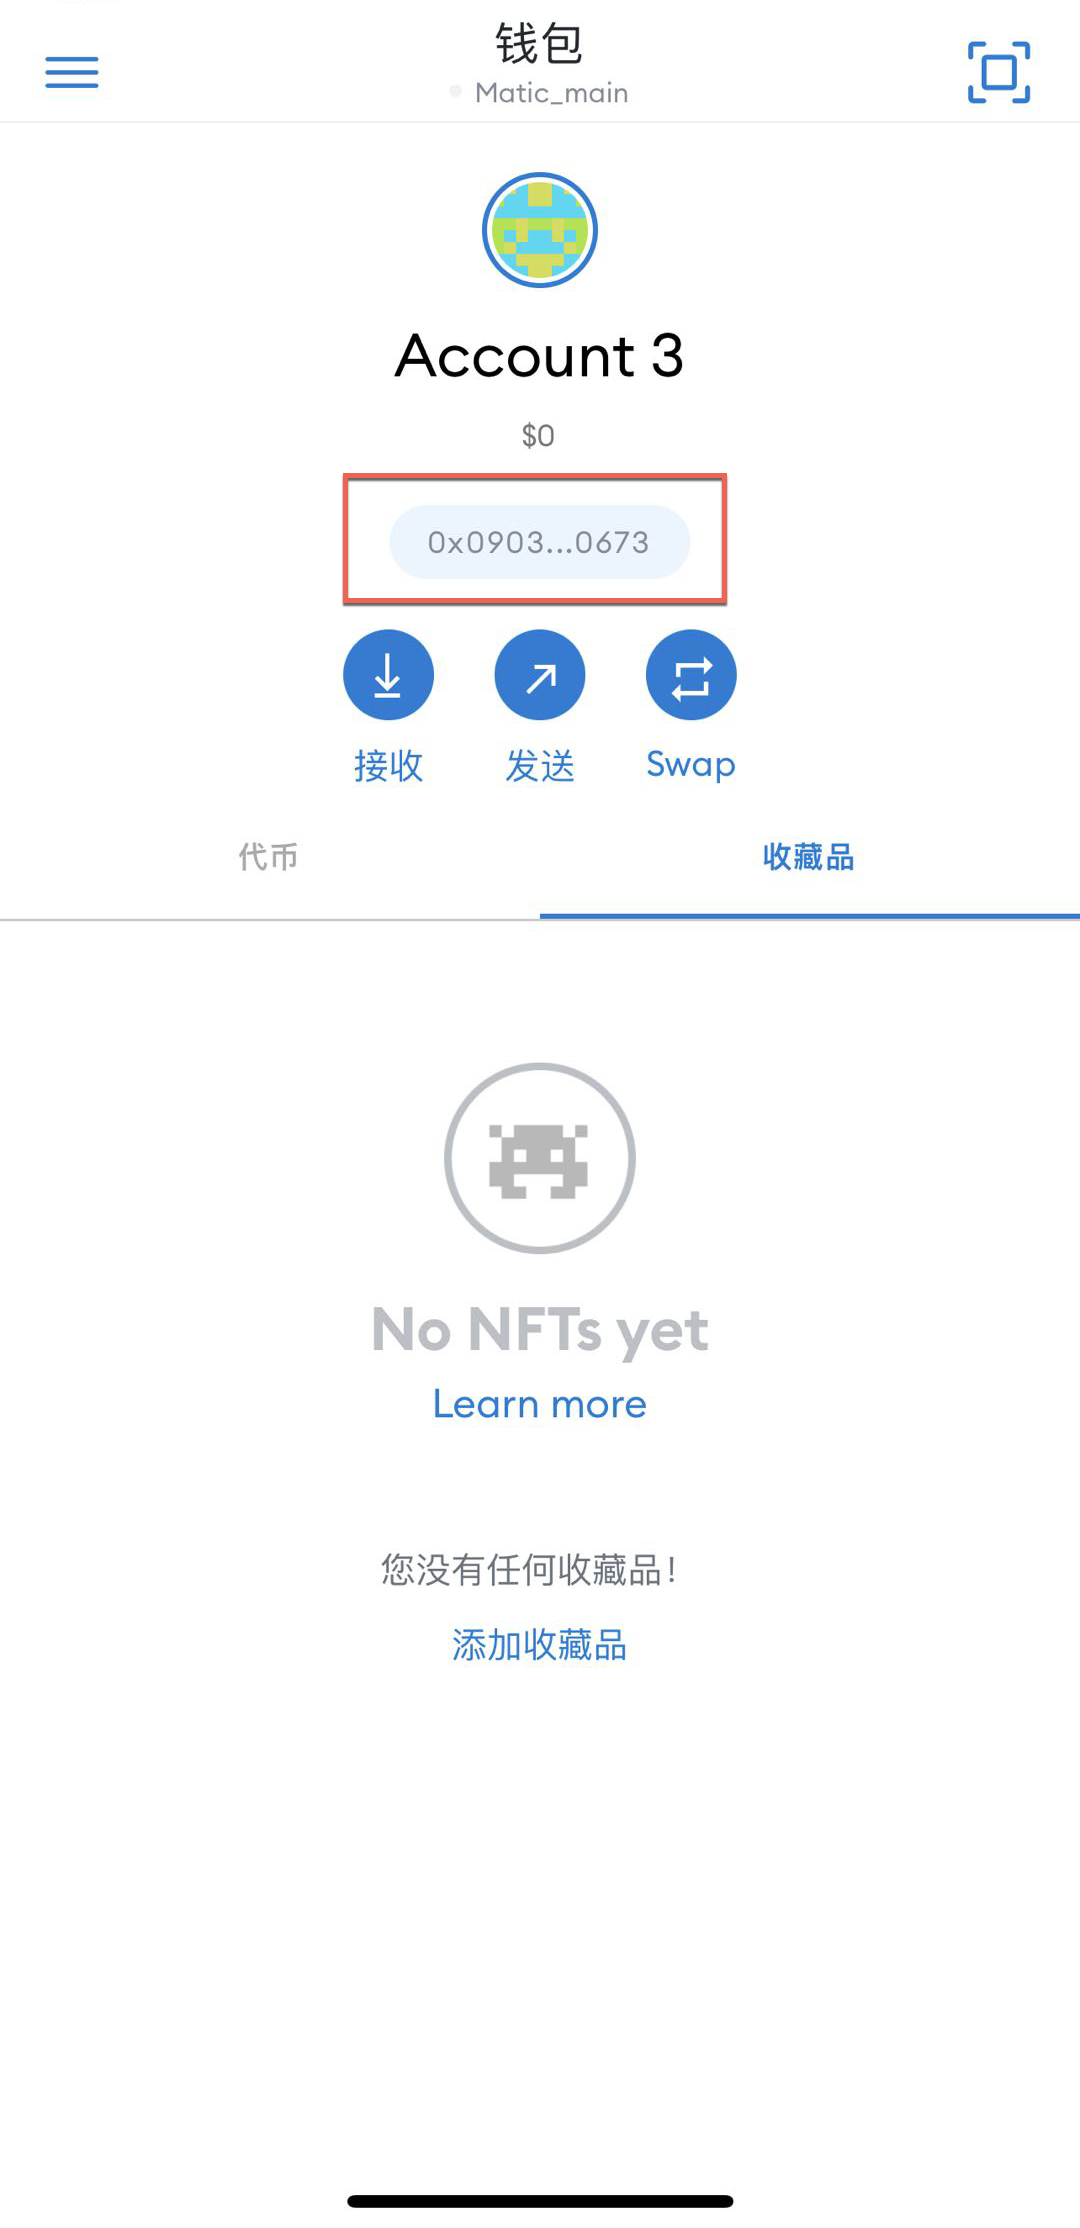 钱包
Matic_main
Account 3
$0
0x0903...0673
接收 发送 Swap
代币 收藏品
No NFTs yet
Learn more
您没有任何收藏品!
添加收藏品